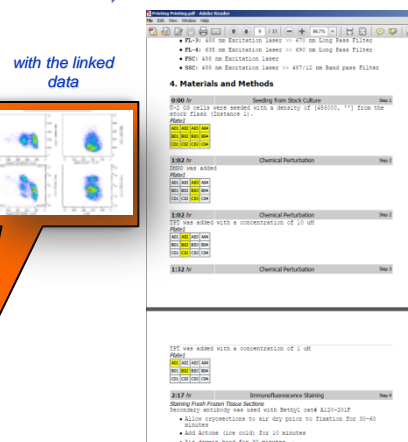 with the linked
data
Printing Printing.pdf - Adobe Reader
File Edit View Window Help
9 / 11
66.7%
• FL-3: 488 nm Excitation laser >> 670 nm Long Pass Filter
• FL-4: 635 nm Excitation laser >> 690 nm Long Pass Filter
• FSC: 488 nm Excitation laser
• SSC: 488 nm Excitation laser >> 487/12 nm Band pass Filter
4. Materials and Methods
0:00 hr Seeding from Stock Culture Step 1
cells were seeded with a density of [488000, ''] from the
stock flask (Instance 1).
Plate1
A01 A02 A03 A04
B01 B02 B03 B04
C01 C02 C03 C04
1:02 hr Chemical Perturbation Step 2
DMSO was added
Plate1
A01 A02 A03 A04
B01 B02 B03 B04
C01 C02 C03 C04
1:02 hr Chemical Perturbation Step 2
TPT was added with a concentration of 10 uM
Plate1
A01 A02 A03 A04
B01 B02 B03 B04
C01 C02 C03 C04
1:32 hr Chemical Perturbation Step 3
TPT was added with a concentration of 1 uM
Plate1
A01 A02 A03 A04
B01 B02 B03 B04
C01 C02 C03 C04
2:17 hr Immunofluorescence Staining Step 4
Staining Fresh Frozen Tissue Sections
Secondary antibody was used with Bethyl cat# A120-201F
• Allow cryosections to air dry prior to fixation for 30-60
minutes
• Add Acetone (ice cold) for 10 minutes